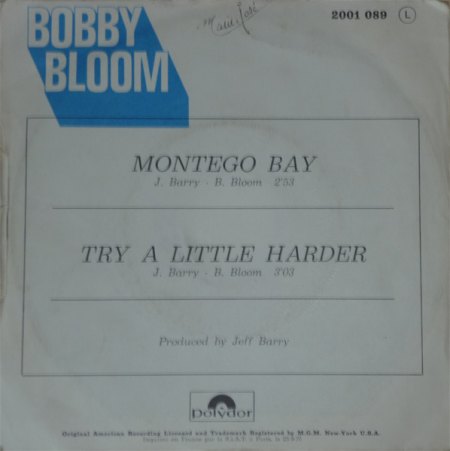 BOBBY
BLOOM
2001 089 L
MONTEGO BAY
J. Barry - B. Bloom 2'53
TRY A LITTLE HARDER
J. Barry - B. Bloom 3'03
Produced by Jeff Barry
Polydor
Original American Recording Licensed and Trademark Registered by M.G.M. New-York U.S.A.